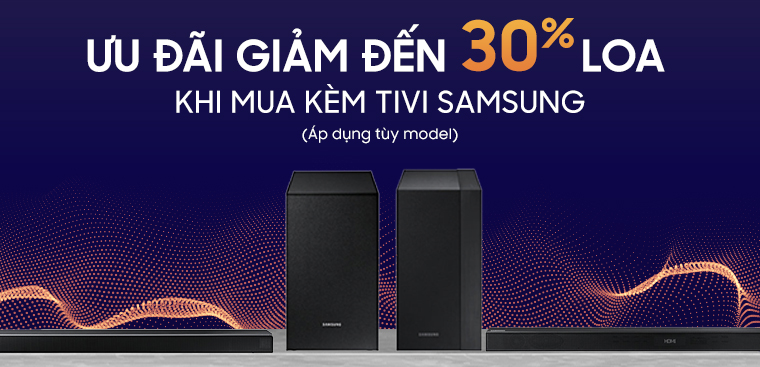 ƯU ĐÃI GIẢM ĐẾN 30% LOA
KHI MUA KÈM TIVI SAMSUNG
(Áp dụng tùy model)
SAMSUNG
SAMSUNG